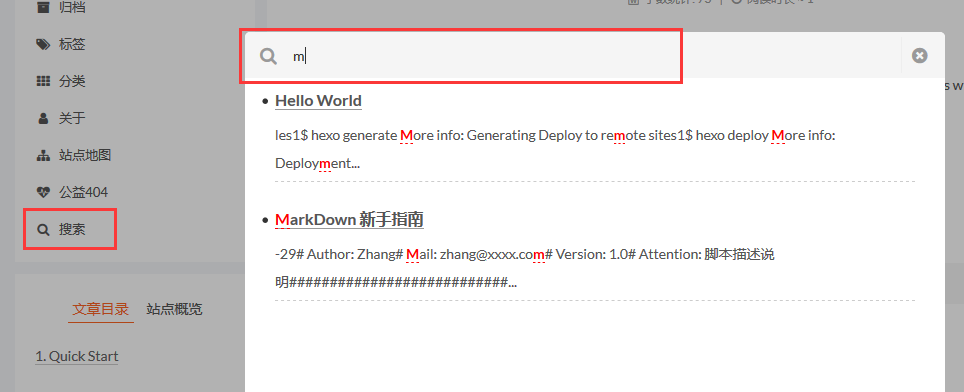 归档
标签
分类
关于
站点地图
公益404
搜索
文章目录 站点概览
1. Quick Start
m
Hello World
les1$ hexo generate More info: Generating Deploy to remote sites1$ hexo deploy More info:
Deployment...
MarkDown 新手指南
-29# Author: Zhang# Mail: zhang@xxxx.com# Version: 1.0# Attention: 脚本描述说
明###########################...
s w